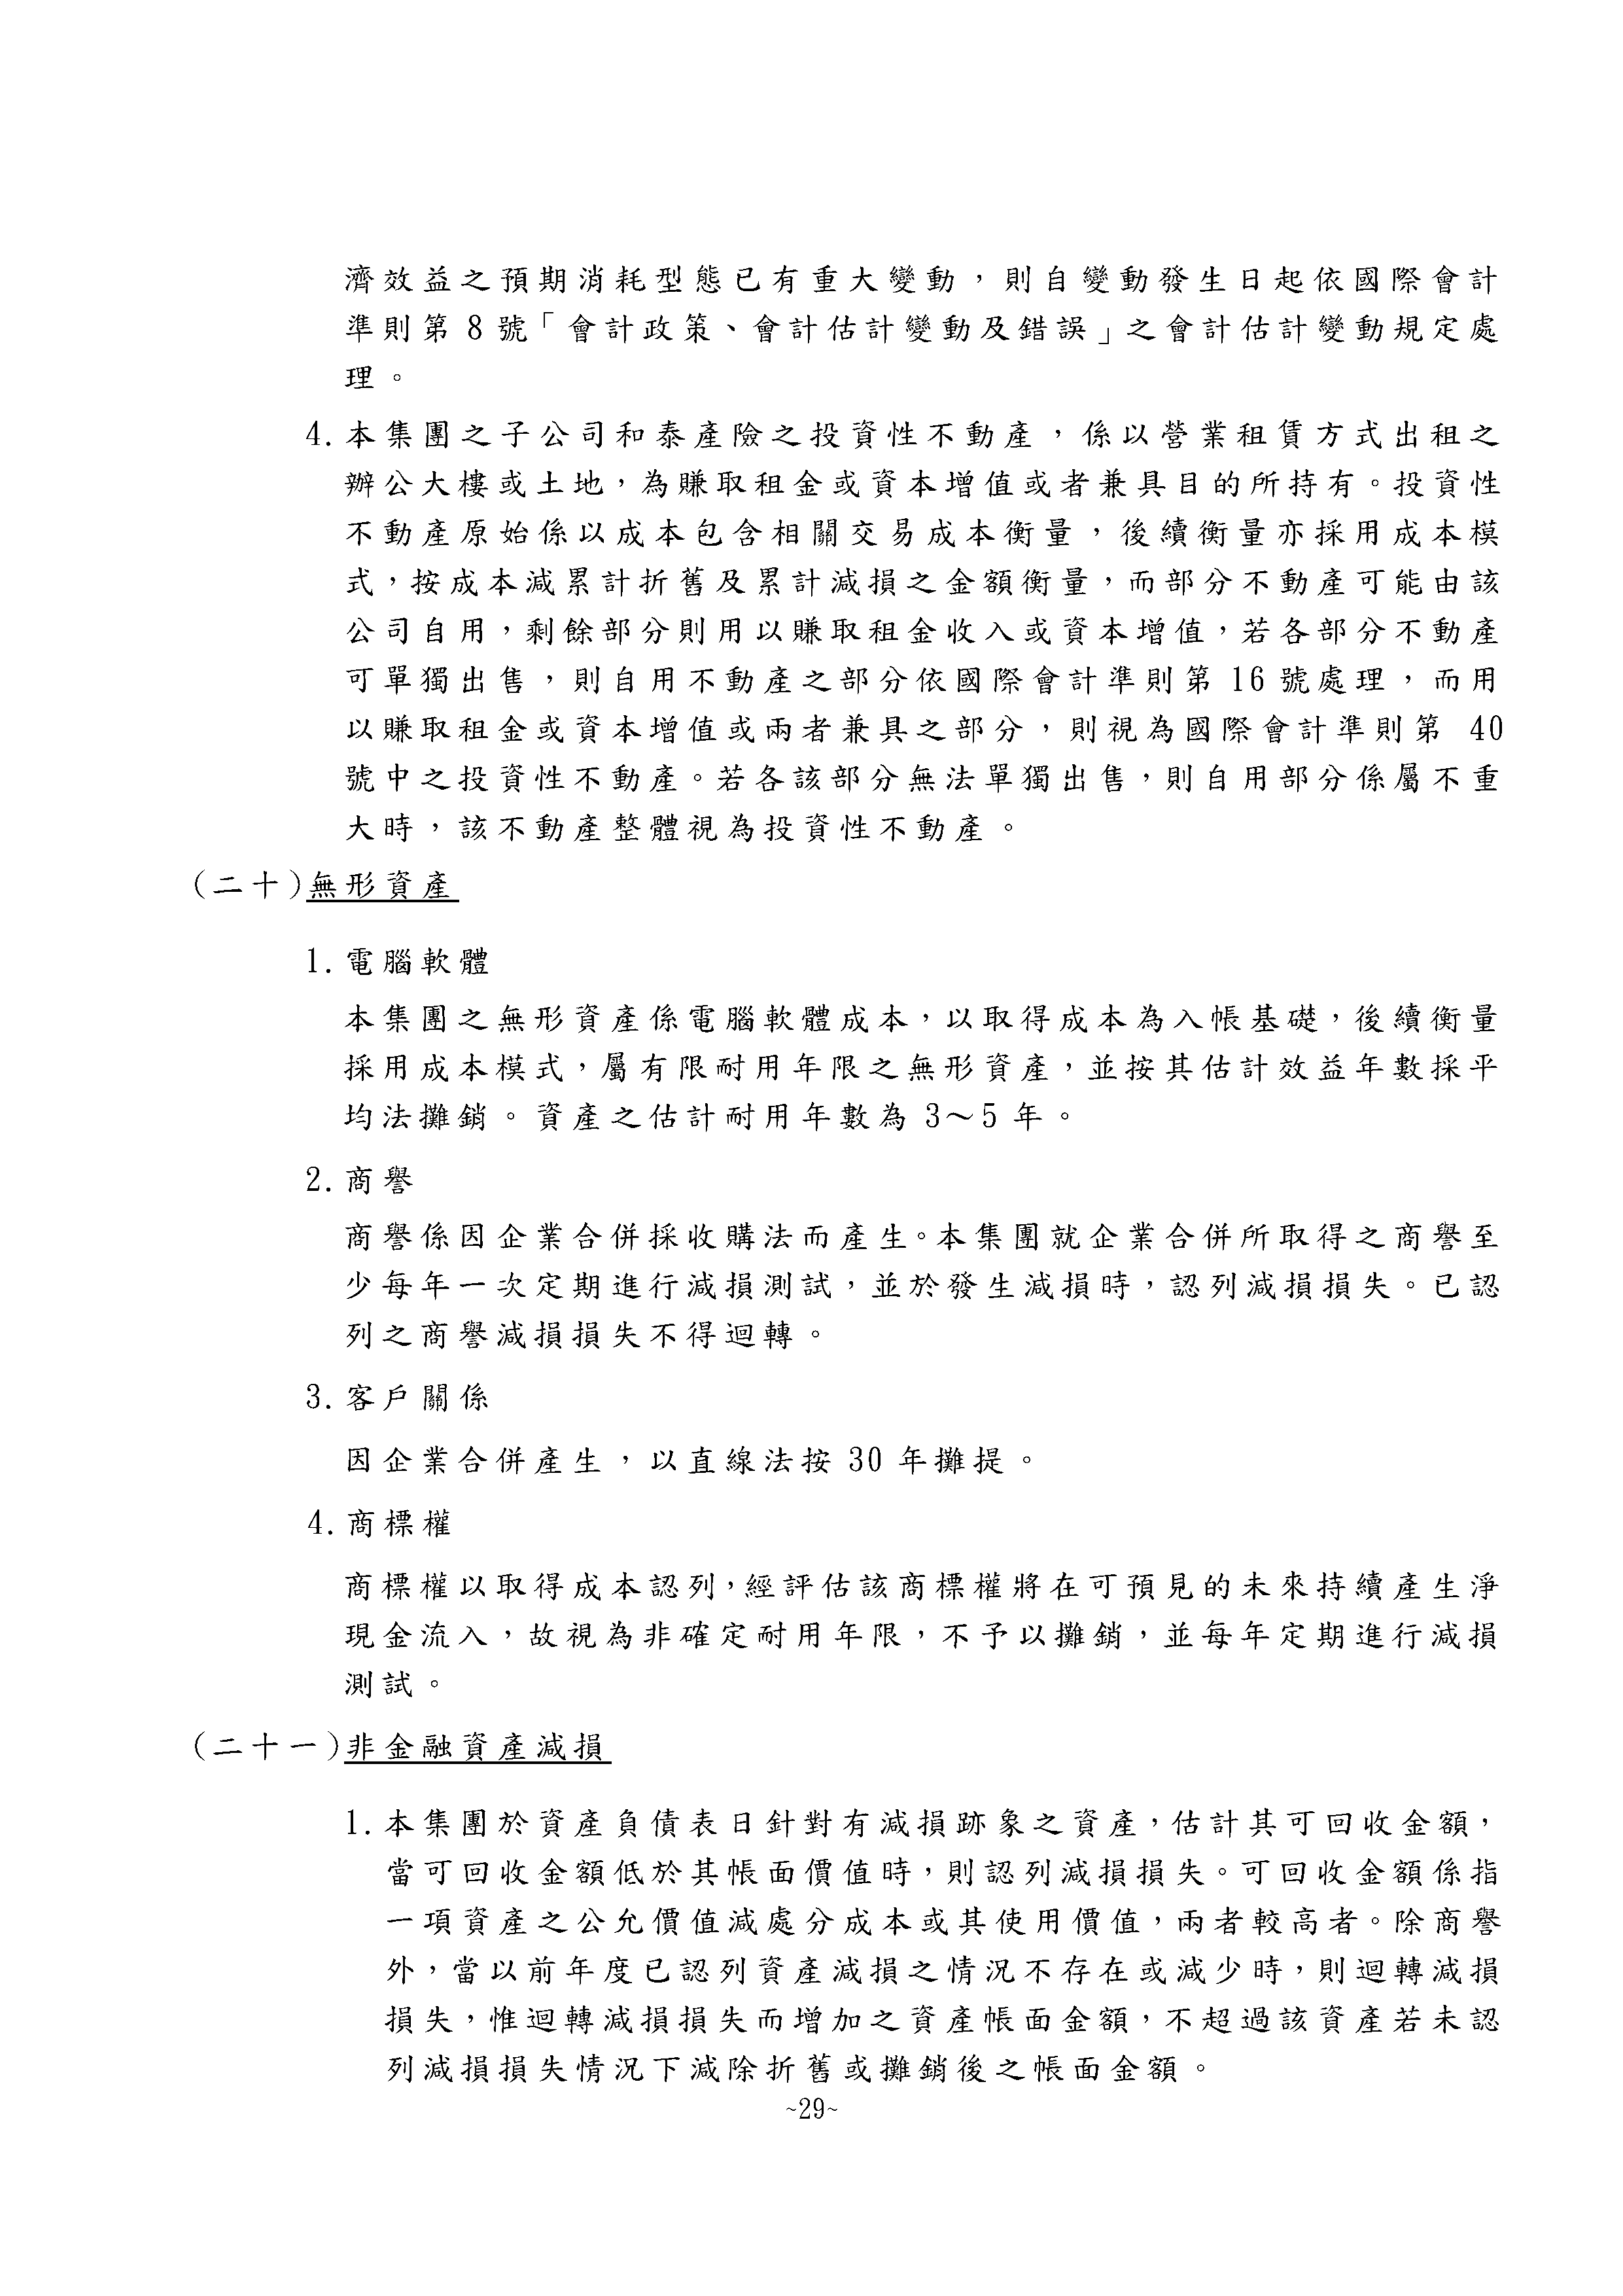 濟效益之預期消耗型態已有重大變動，則自變動發生日起依國際會計
準則第 8 號「會計政策、會計估計變動及錯誤」之會計估計變動規定處
理。
4.本集團之子公司和泰產險之投資性不動產，係以營業租賃方式出租之
辦公大樓或土地，為賺取租金或資本增值或者兼具目的所持有。投資性
不動產原始係以成本包含相關交易成本衡量，後續衡量亦採用成本模
式，按成本減累計折舊及累計減損之金額衡量，而部分不動產可能由該
公司自用，剩餘部分則用以賺取租金收入或資本增值，若各部分不動產
可單獨出售，則自用不動產之部分依國際會計準則第 16 號處理，而用
以賺取租金或資本增值或兩者兼具之部分，則視為國際會計準則第 40
號中之投資性不動產。若各該部分無法單獨出售，則自用部分係屬不重
大時，該不動產整體視為投資性不動產。
(二十)無形資產
1.電腦軟體
本集團之無形資產係電腦軟體成本，以取得成本為入帳基礎，後續衡量
採用成本模式，屬有限耐用年限之無形資產，並按其估計效益年數採平
均法攤銷。資產之估計耐用年數為 3～5 年。
2.商譽
商譽係因企業合併採收購法而產生。本集團就企業合併所取得之商譽至
少每年一次定期進行減損測試，並於發生減損時，認列減損損失。已認
列之商譽減損損失不得迴轉。
3.客戶關係
因企業合併產生，以直線法按 30 年攤提。
4.商標權
商標權以取得成本認列，經評估該商標權將在可預見的未來持續產生淨
現金流入，故視為非確定耐用年限，不予以攤銷，並每年定期進行減損
測試。
(二十一)非金融資產減損
1.本集團於資產負債表日針對有減損跡象之資產，估計其可回收金額，
當可回收金額低於其帳面價值時，則認列減損損失。可回收金額係指
一項資產之公允價值減處分成本或其使用價值，兩者較高者。除商譽
外，當以前年度已認列資產減損之情況不存在或減少時，則迴轉減損
損失，惟迴轉減損損失而增加之資產帳面金額，不超過該資產若未認
列減損損失情況下減除折舊或攤銷後之帳面金額。
~29~